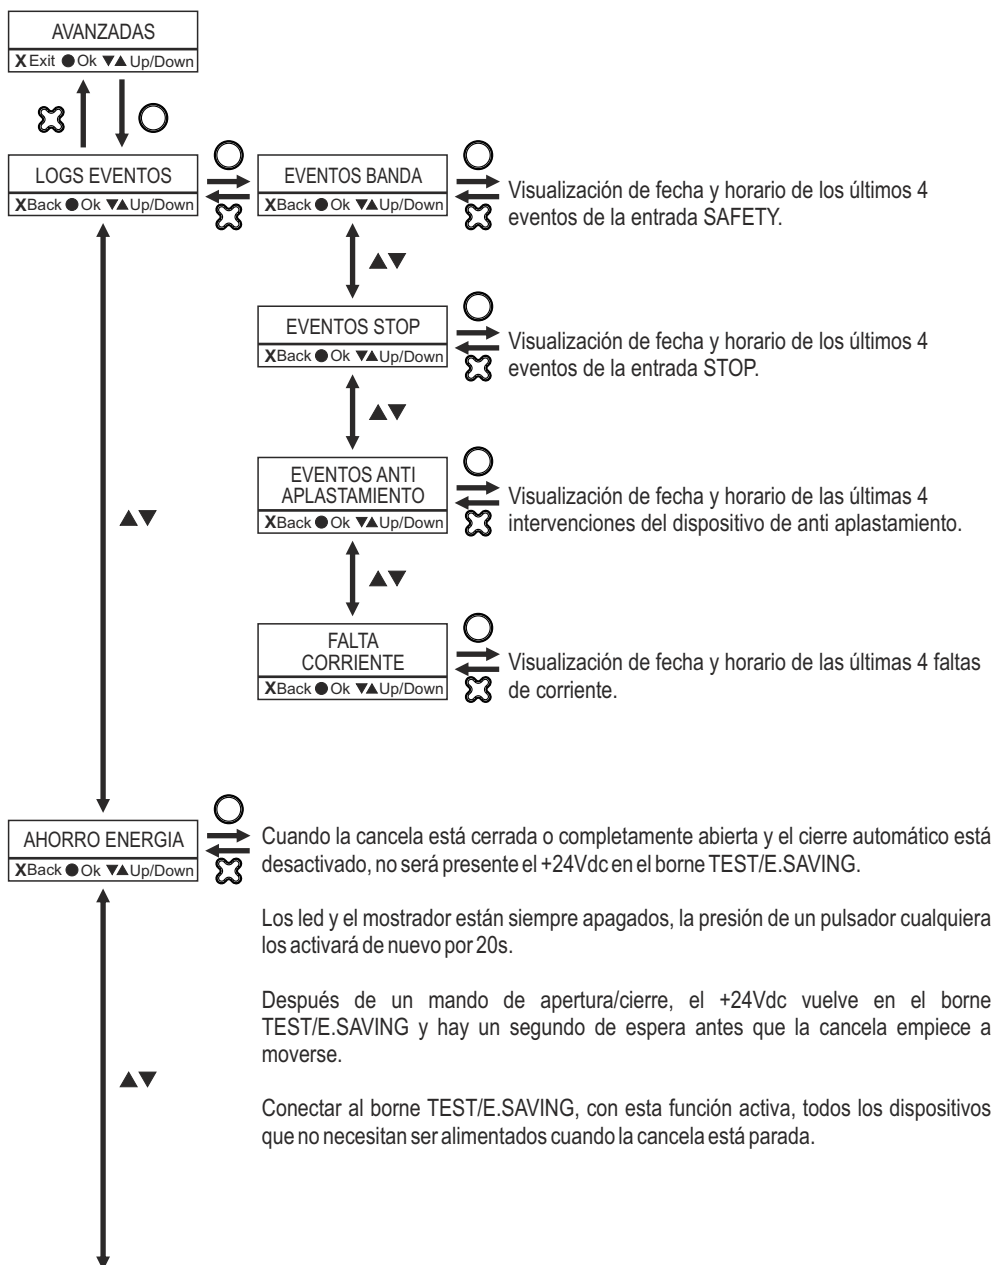 AVANZADAS
X Exit ● Ok ▼▲ Up/Down
LOGS EVENTOS
XBack ● Ok ▼▲Up/Down
EVENTOS BANDA
XBack ● Ok ▼▲Up/Down
Visualización de fecha y horario de los últimos 4
eventos de la entrada SAFETY.
▲▼
EVENTOS STOP
XBack ● Ok ▼▲Up/Down
Visualización de fecha y horario de los últimos 4
eventos de la entrada STOP.
▲▼
EVENTOS ANTI
APLASTAMIENTO
XBack ● Ok ▼▲Up/Down
Visualización de fecha y horario de las últimas 4
intervenciones del dispositivo de anti aplastamiento.
▲▼
▲▼
FALTA
CORRIENTE
XBack ● Ok ▼▲Up/Down
Visualización de fecha y horario de las últimas 4 faltas
de corriente.
AHORRO ENERGIA
XBack ● Ok ▼▲Up/Down
Cuando la cancela está cerrada o completamente abierta y el cierre automático está
desactivado, no será presente el +24Vdc en el borne TEST/E.SAVING.
Los led y el mostrador están siempre apagados, la presión de un pulsador cualquiera
los activará de nuevo por 20s.
Después de un mando de apertura/cierre, el +24Vdc vuelve en el borne
TEST/E.SAVING y hay un segundo de espera antes que la cancela empiece a
moverse.
▲▼
Conectar al borne TEST/E.SAVING, con esta función activa, todos los dispositivos
que no necesitan ser alimentados cuando la cancela está parada.